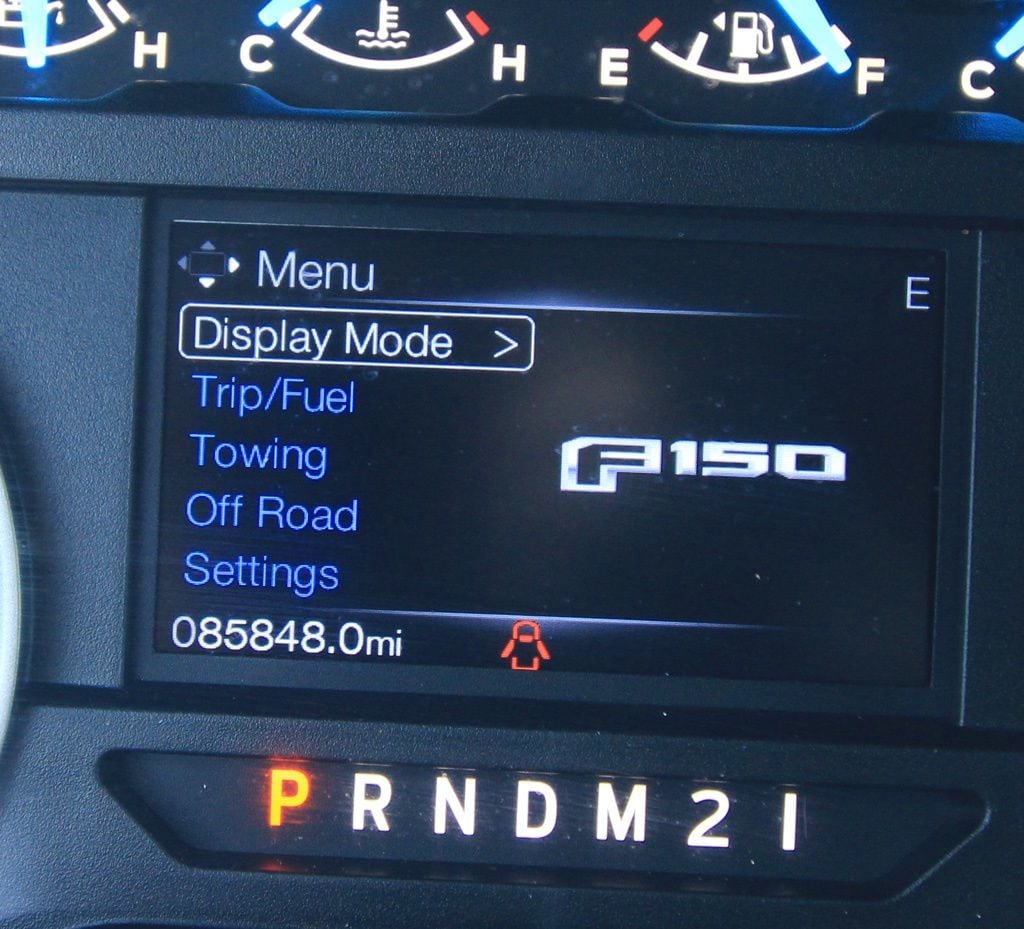 H C H E F C
Menu
E
Display Mode >
Trip/Fuel
Towing
F150
Off Road
Settings
085848.0mi
P R N D M 2 1